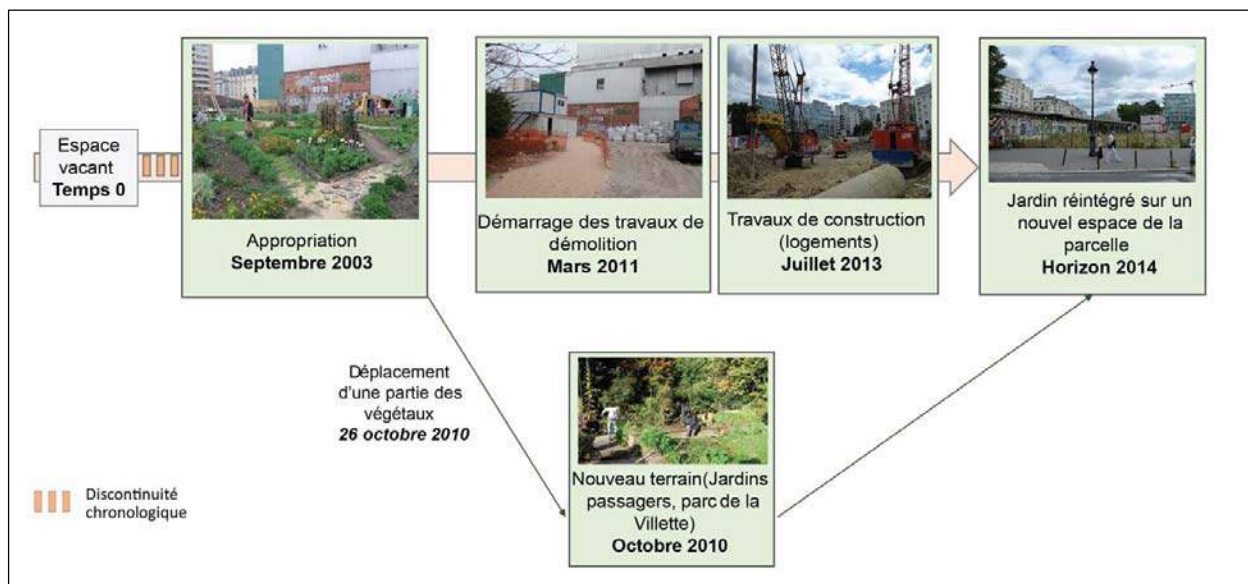 Espace
vacant
Temps 0
Appropriation
Septembre 2003
Démarrage des travaux de
démolition
Mars 2011
Travaux de construction
(logements)
Juillet 2013
Jardin réintégré sur un
nouvel espace de la
parcelle
Horizon 2014
Déplacement
d'une partie des
végétaux
26 octobre 2010
Nouveau terrain(Jardins
passagers, parc de la
Villette)
Octobre 2010
Discontinuité
chronologique